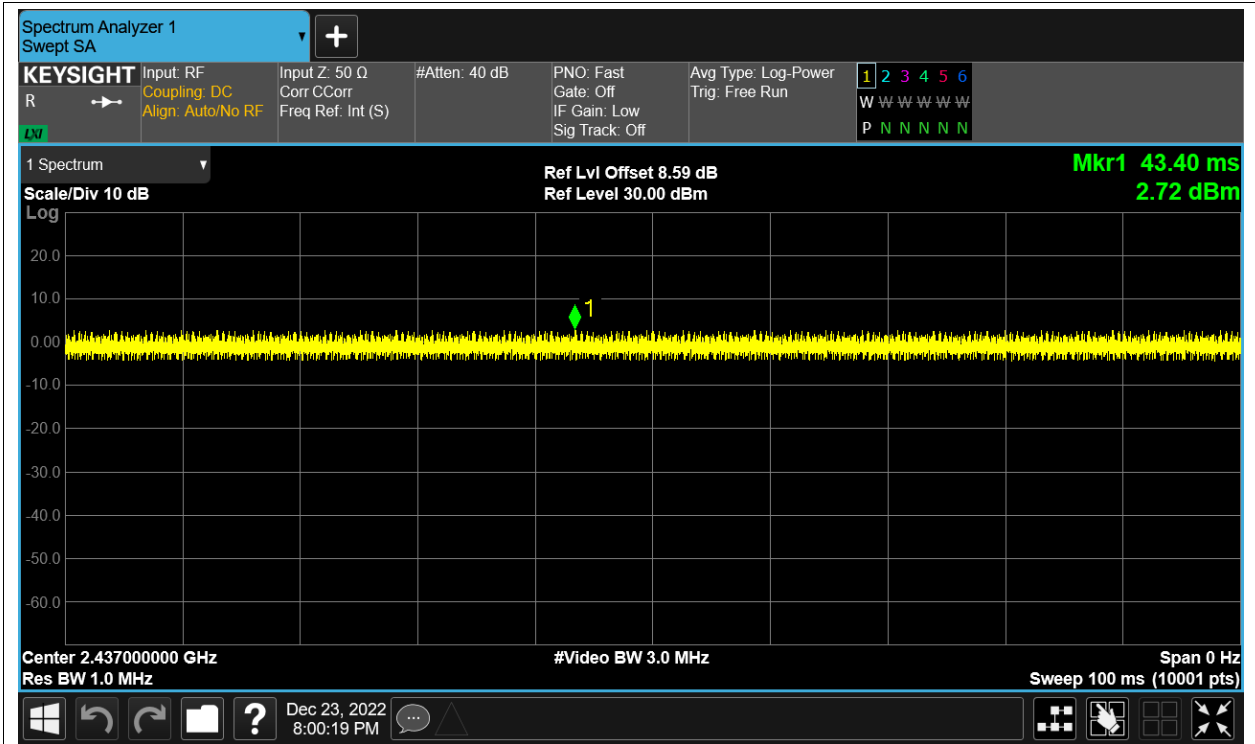 Spectrum Analyzer 1
Swept SA
KEYSIGHT
R
LXI
Input: RF
Coupling: DC
Align: Auto/No RF
Input Z: 50 Ω
Corr CCorr
Freq Ref: Int (S)
#Atten: 40 dB
PNO: Fast
Gate: Off
IF Gain: Low
Sig Track: Off
Avg Type: Log-Power
Trig: Free Run
1 2 3 4 5 6
W W W W W W
P N N N N N
1 Spectrum
Scale/Div 10 dB
Ref Lvl Offset 8.59 dB
Ref Level 30.00 dBm
Mkr1 43.40 ms
2.72 dBm
Log
20.0
10.0
1
0.00
-10.0
-20.0
-30.0
-40.0
-50.0
-60.0
Center 2.437000000 GHz
#Video BW 3.0 MHz
Span 0 Hz
Res BW 1.0 MHz
Sweep 100 ms (10001 pts)
?
Dec 23, 2022
8:00:19 PM